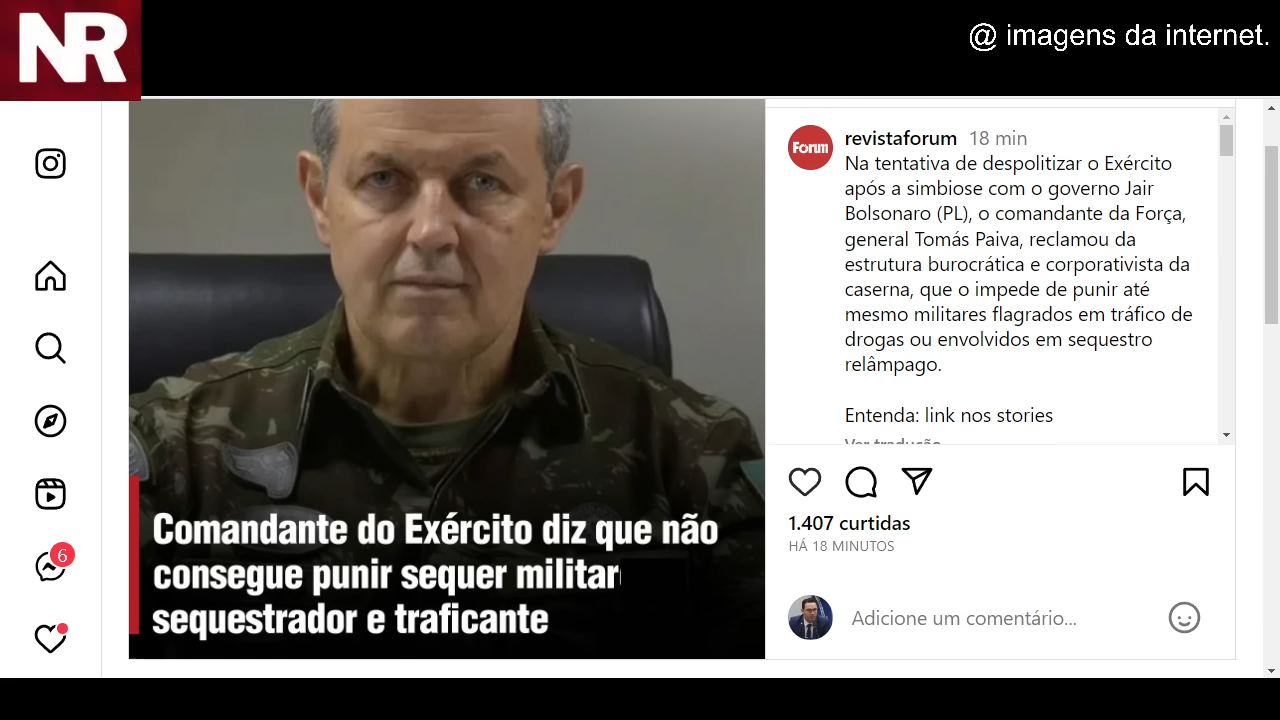 NR
@ imagens da internet.
Forum
revistaforum 18 min
Na tentativa de despolitizar o Exército
após a simbiose com o governo Jair
Bolsonaro (PL), o comandante da Força,
general Tomás Paiva, reclamou da
estrutura burocrática e corporativista da
caserna, que o impede de punir até
mesmo militares flagrados em tráfico de
drogas ou envolvidos em sequestro
relâmpago.
Entenda: link nos stories
Ver tradução
Comandante do Exército diz que não
consegue punir sequer militar
sequestrador e traficante
1.407 curtidas
HÁ 18 MINUTOS
Adicione um comentário...
6